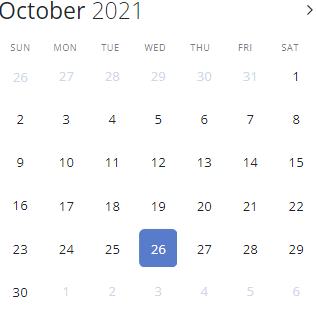 October 2021 >
SUN MON TUE WED THU FRI SAT
26 27 28 29 30 31 1
2 3 4 5 6 7 8
9 10 11 12 13 14 15
16 17 18 19 20 21 22
23 24 25 26 27 28 29
30 1 2 3 4 5 6